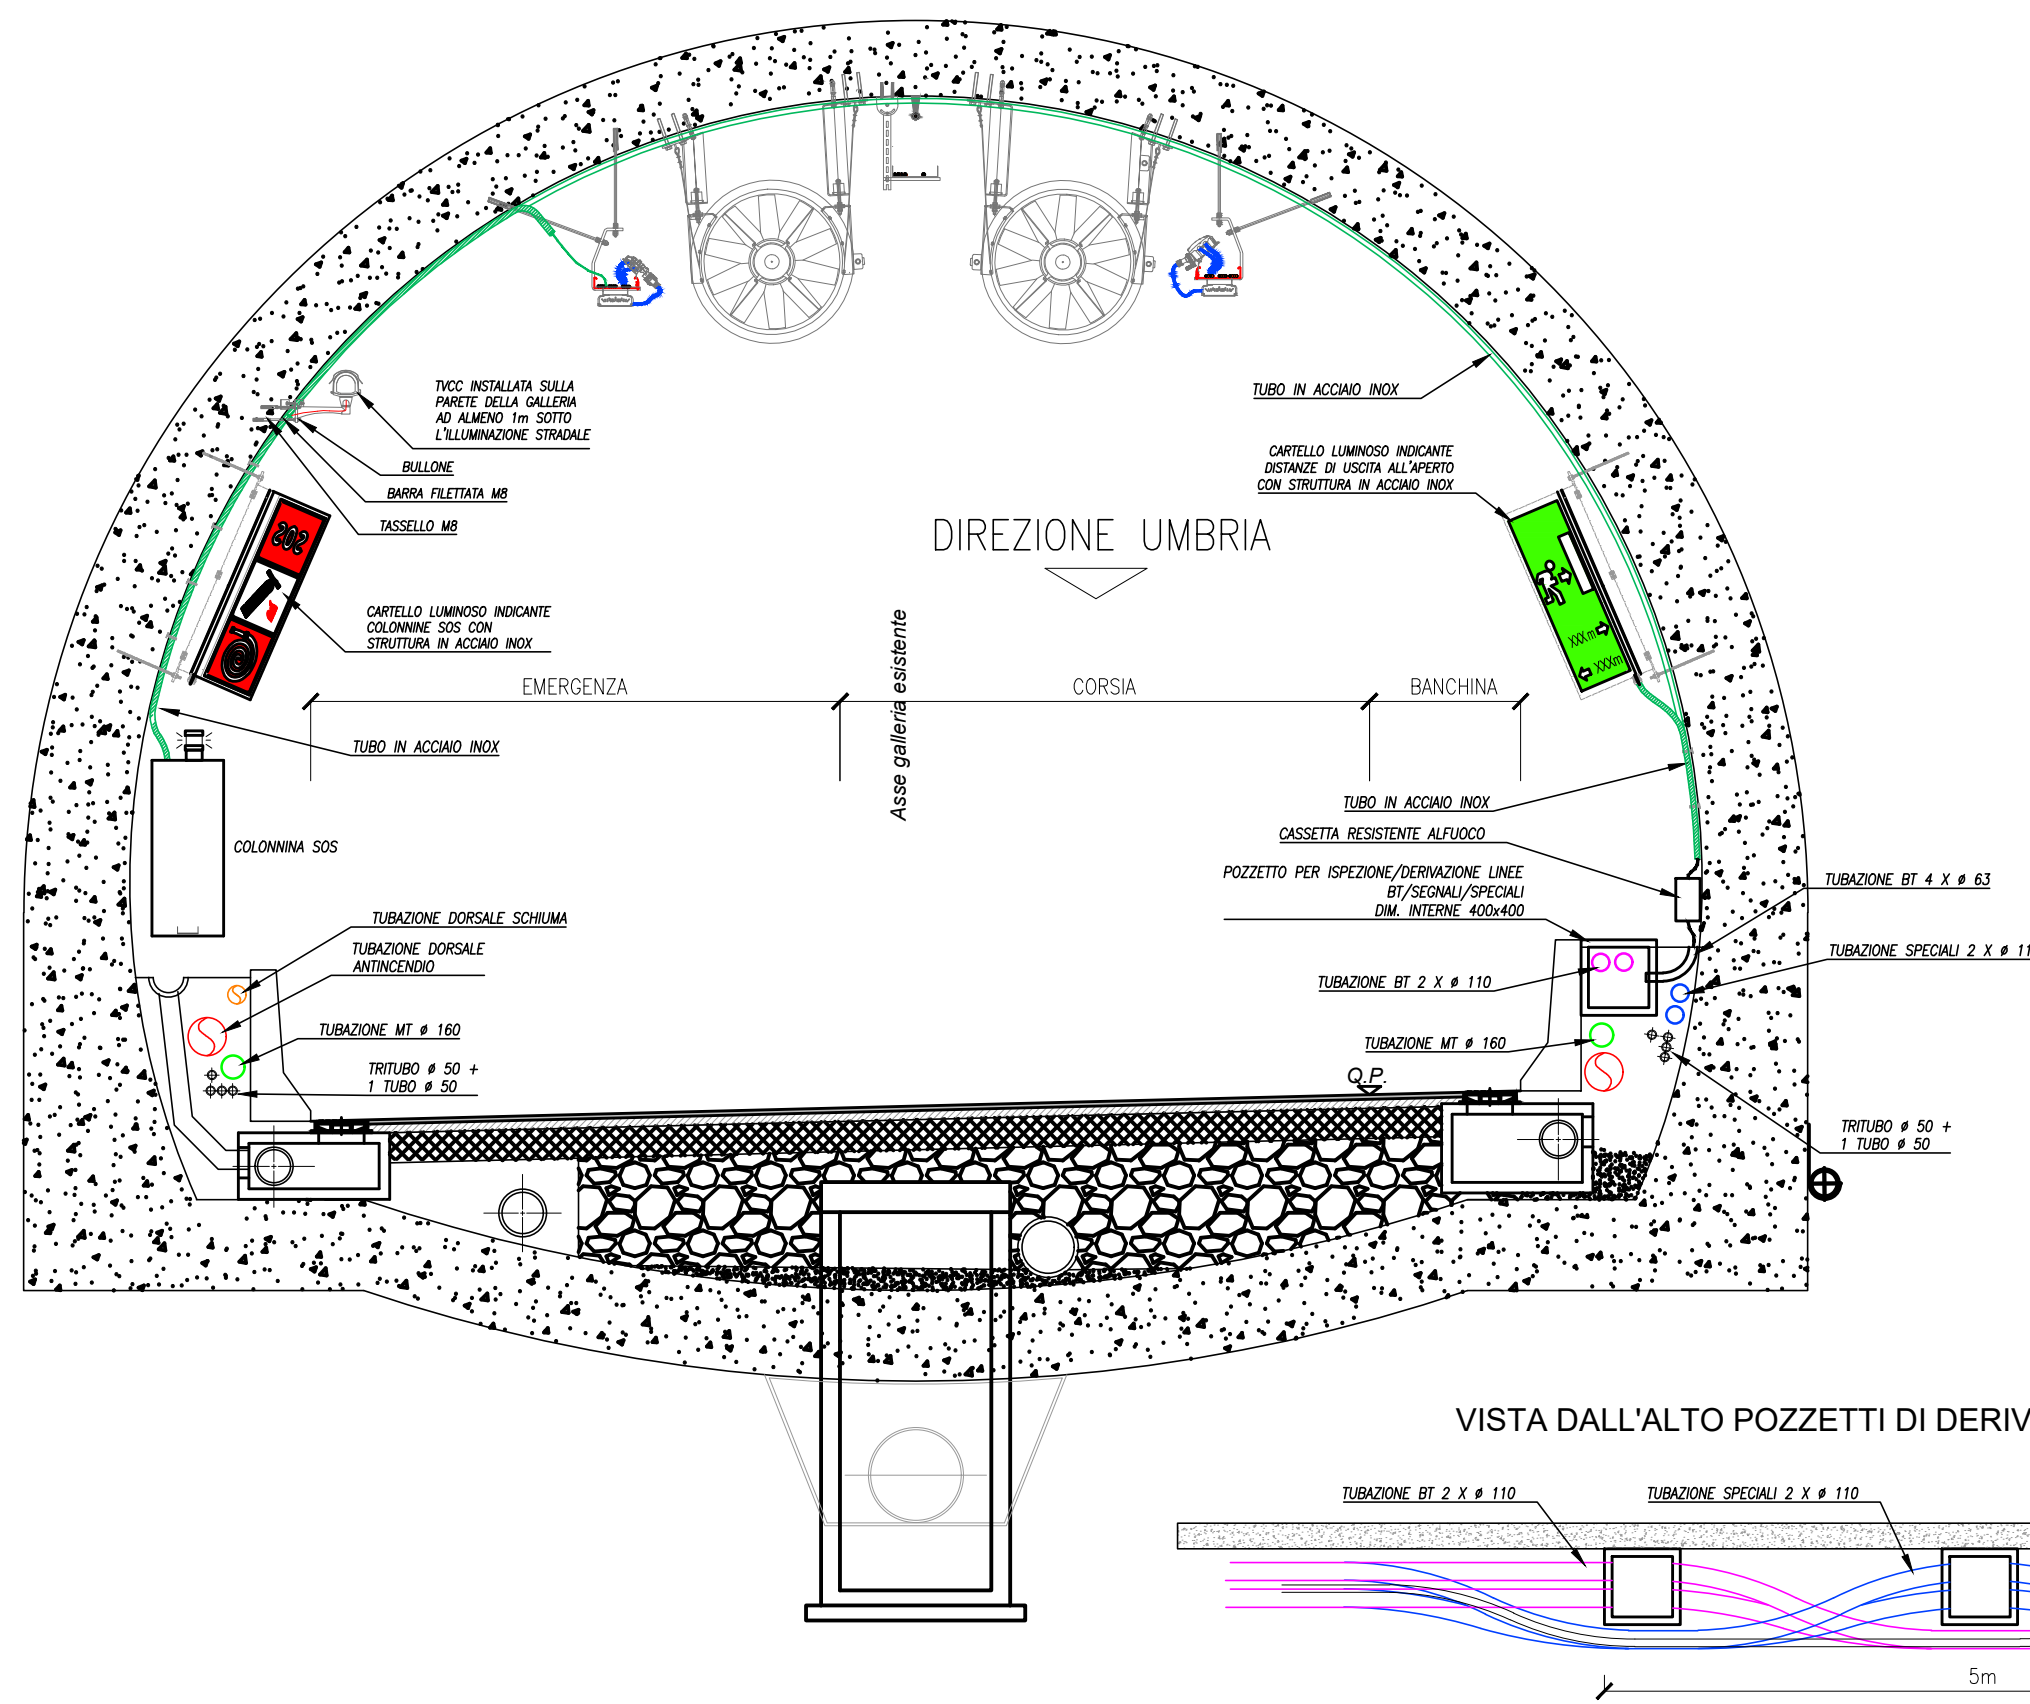 TVCC INSTALLATA SULLA
PARETE DELLA GALLERIA
AD ALMENO 1m SOTTO
L'ILLUMINAZIONE STRADALE
BULLONE
BARRA FILETTATA M8
TASSELLO M8
TUBO IN ACCIAIO INOX
CARTELLO LUMINOSO INDICANTE
DISTANZE DI USCITA ALL'APERTO
CON STRUTTURA IN ACCIAIO INOX
DIREZIONE UMBRIA
202
CARTELLO LUMINOSO INDICANTE
COLONNINE SOS CON
STRUTTURA IN ACCIAIO INOX
XXXm
XXXm
Asse galleria esistente
EMERGENZA
CORSIA
BANCHINA
TUBO IN ACCIAIO INOX
COLONNINA SOS
TUBO IN ACCIAIO INOX
CASSETTA RESISTENTE ALFUOCO
POZZETTO PER ISPEZIONE/DERIVAZIONE LINEE
BT/SEGNALI/SPECIALI
DIM. INTERNE 400x400
TUBAZIONE BT 4 X ø 63
TUBAZIONE DORSALE SCHIUMA
TUBAZIONE DORSALE
ANTINCENDIO
TUBAZIONE SPECIALI 2 X ø 11
TUBAZIONE BT 2 X ø 110
TUBAZIONE MT ø 160
TUBAZIONE MT ø 160
TRITUBO ø 50 +
1 TUBO ø 50
Q.P.
TRITUBO ø 50 +
1 TUBO ø 50
VISTA DALL'ALTO POZZETTI DI DERIV
TUBAZIONE BT 2 X ø 110
TUBAZIONE SPECIALI 2 X ø 110
5m